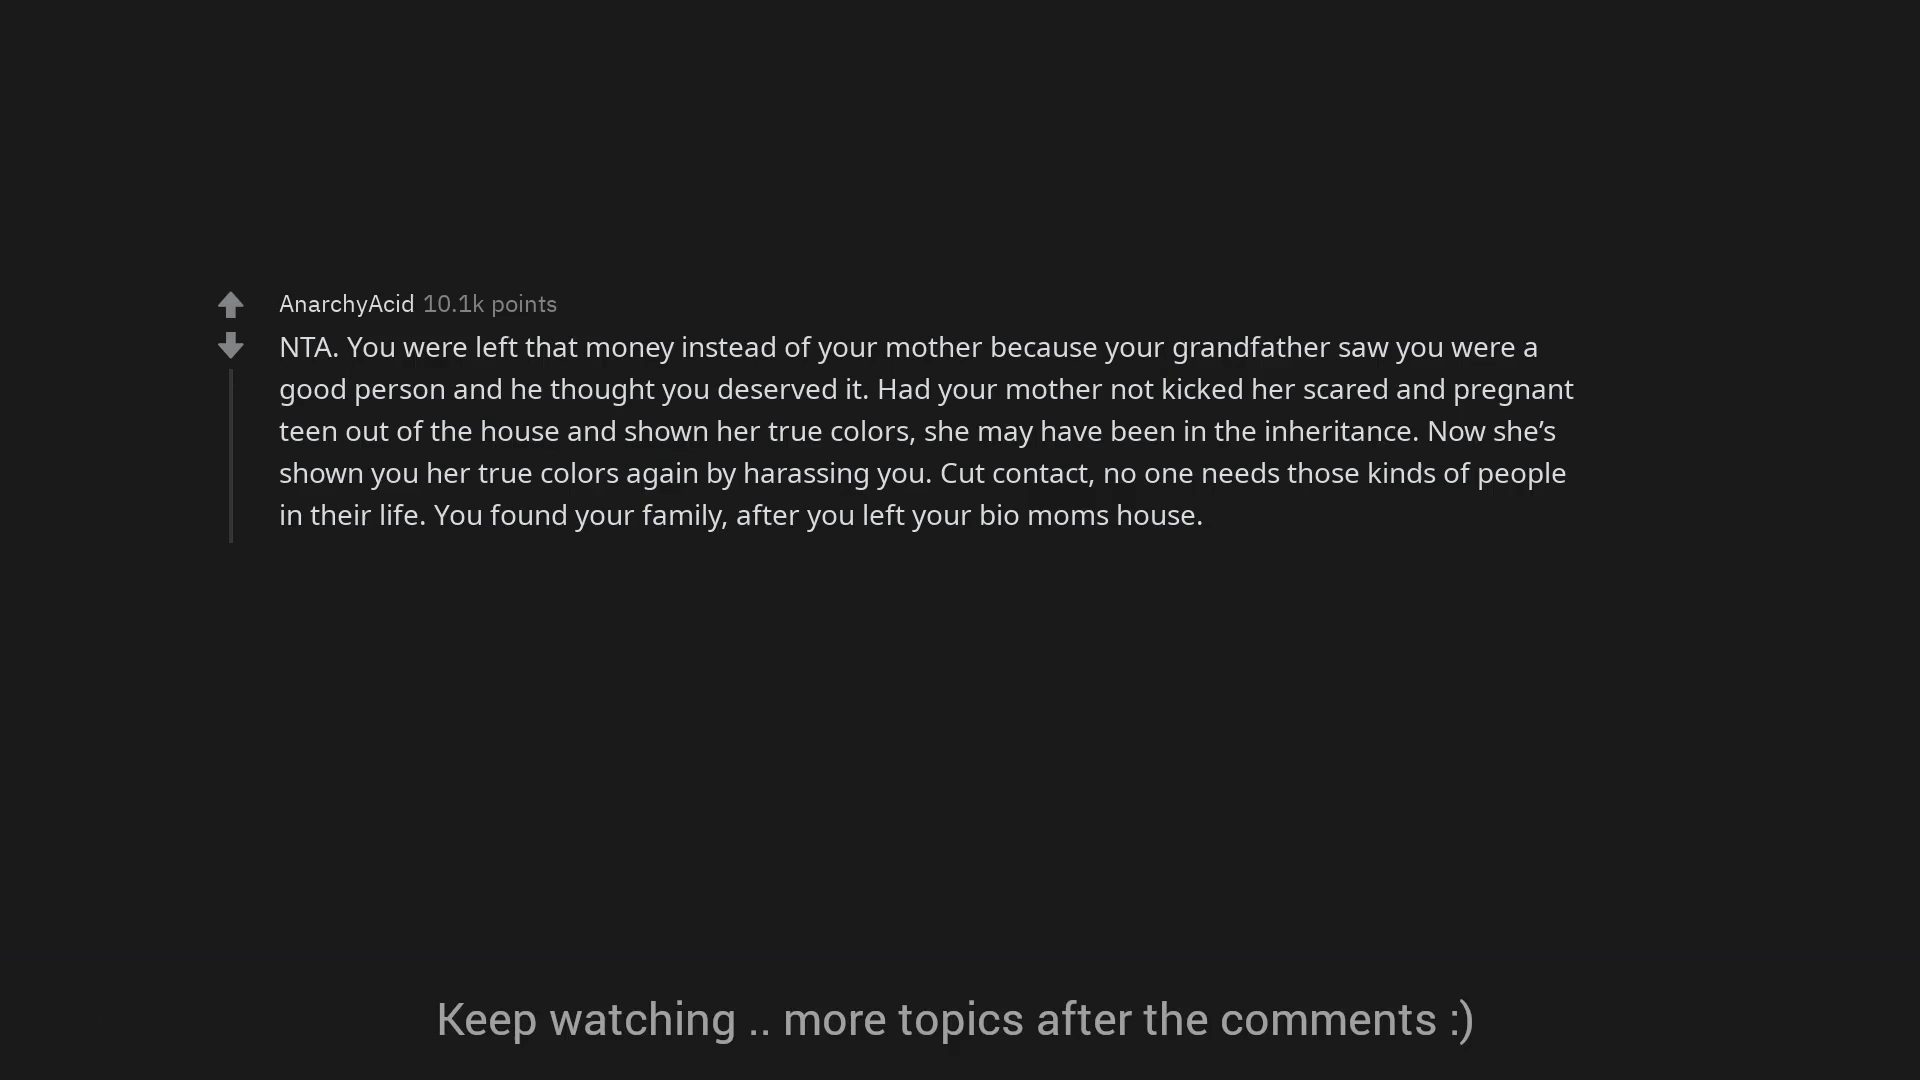 AnarchyAcid 10.1k points
NTA. You were left that money instead of your mother because your grandfather saw you were a
good person and he thought you deserved it. Had your mother not kicked her scared and pregnant
teen out of the house and shown her true colors, she may have been in the inheritance. Now she’s
shown you her true colors again by harassing you. Cut contact, no one needs those kinds of people
in their life. You found your family, after you left your bio moms house.
Keep watching .. more topics after the comments :)